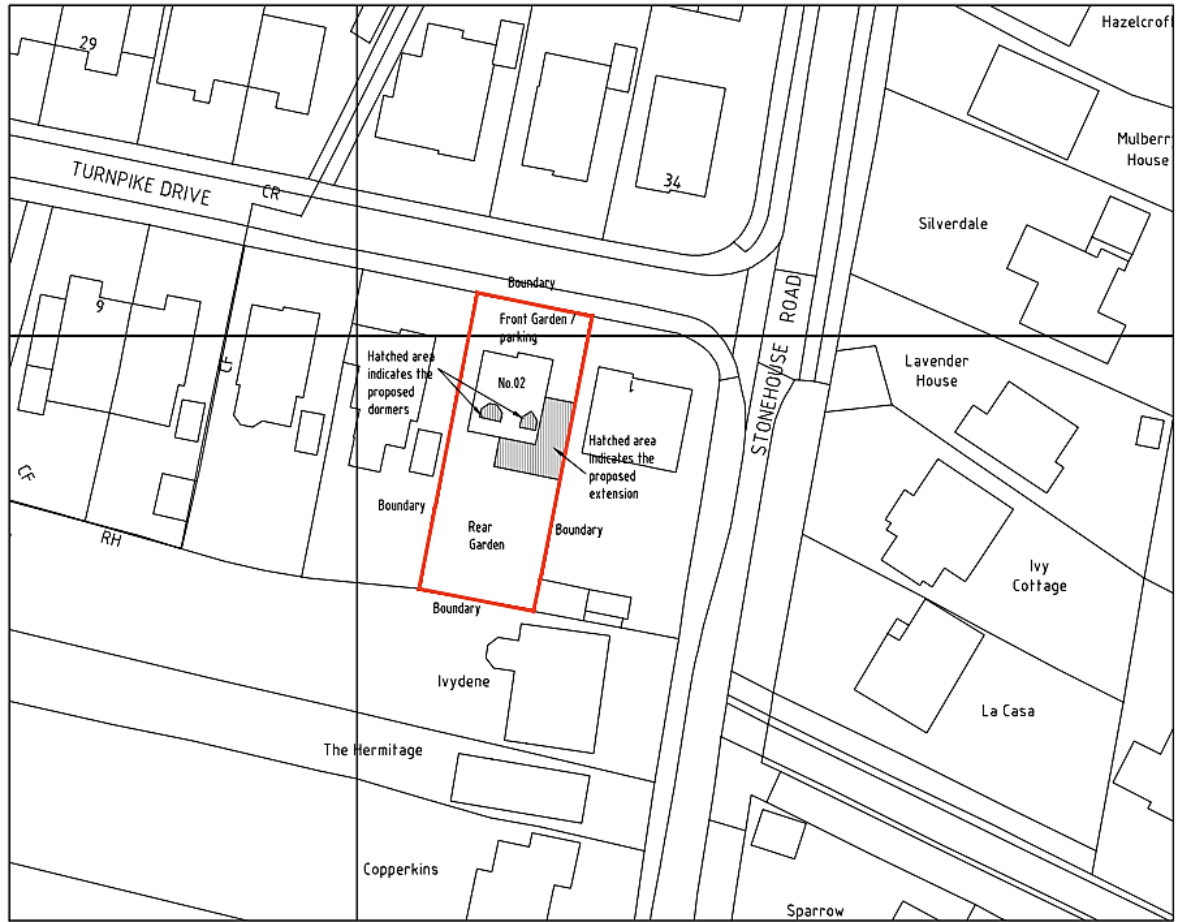 Hazelcroft
29
Mulberry
House
TURNPIKE DRIVE
CR
34
Silverdale
Boundary
STONEHOUSE ROAD
9
Front Garden /
parking
Hatched area
indicates the
proposed
dormers
No.02
1
Lavender
House
CF
Hatched area
indicates the
proposed
extension
CF
Boundary
Rear
Garden
Boundary
RH
Ivy
Cottage
Boundary
Ivydene
La Casa
The Hermitage
Copperkins
Sparrow